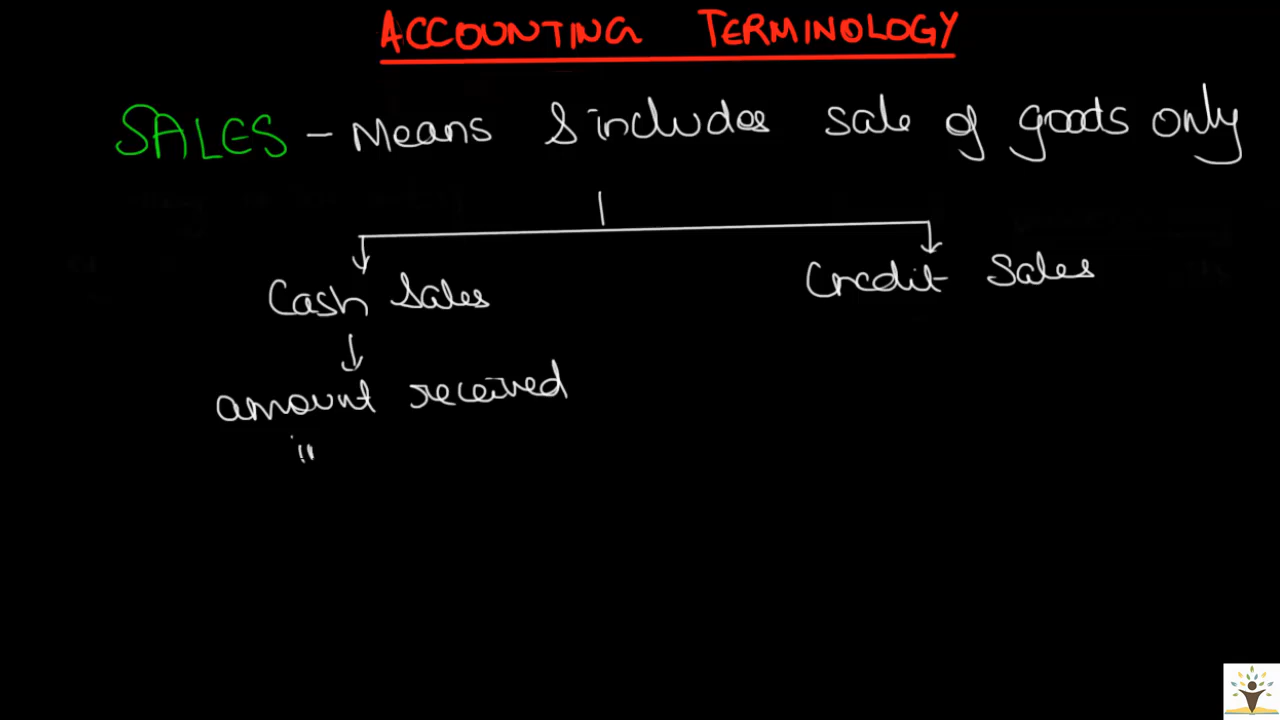 ACCOUNTING TERMINOLOGY
SALES - Means & includes sale of goods only
Cash Sales
Credit Sales
amount received